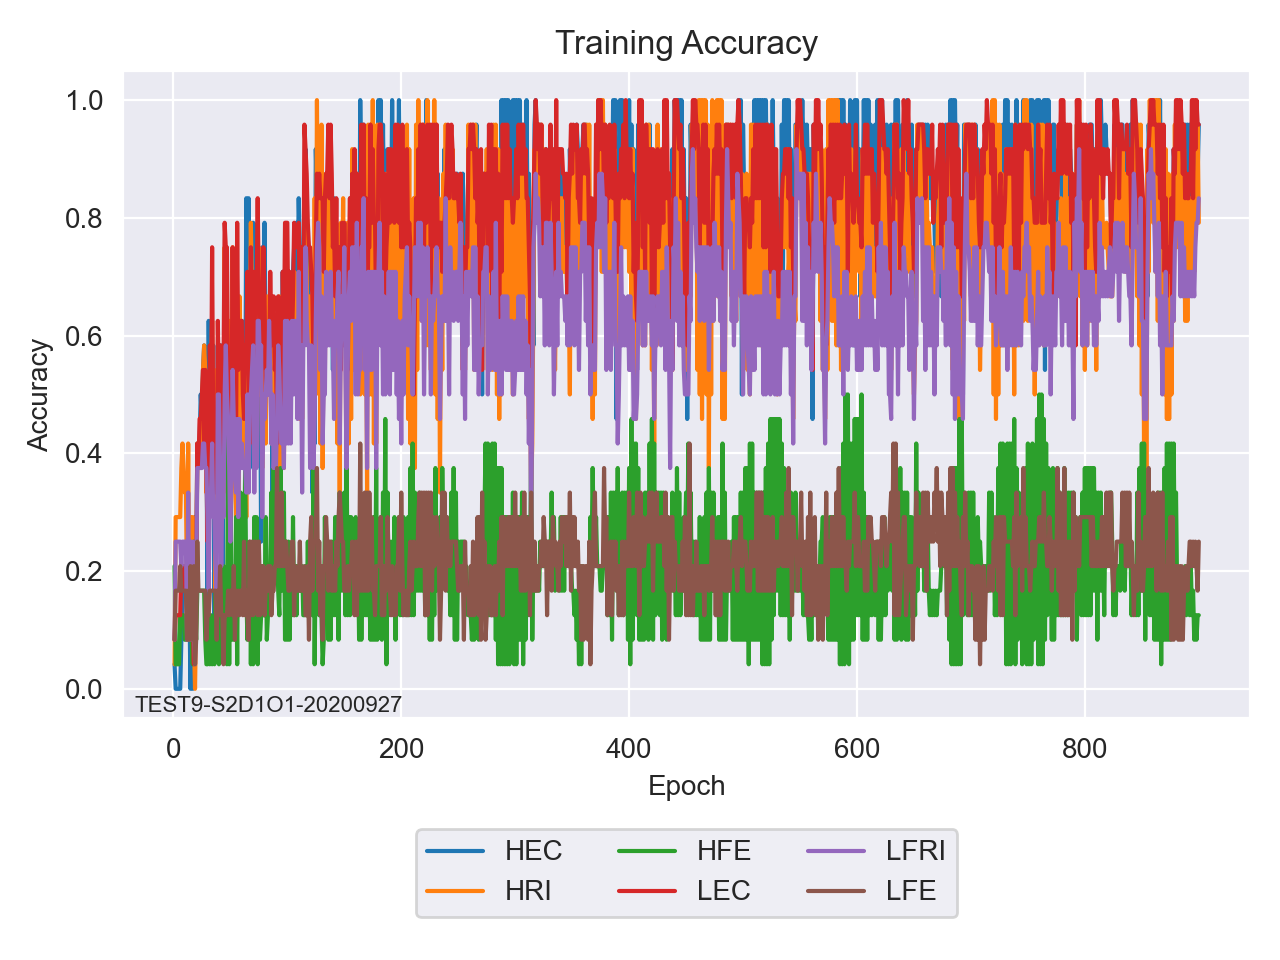 Training Accuracy
1.0
0.8
0.6
0.4
0.2
0.0
Accuracy
TEST9-S2D1O1-20200927
0 200 400 600 800
Epoch
HEC HFE LFRI
HRI LEC LFE